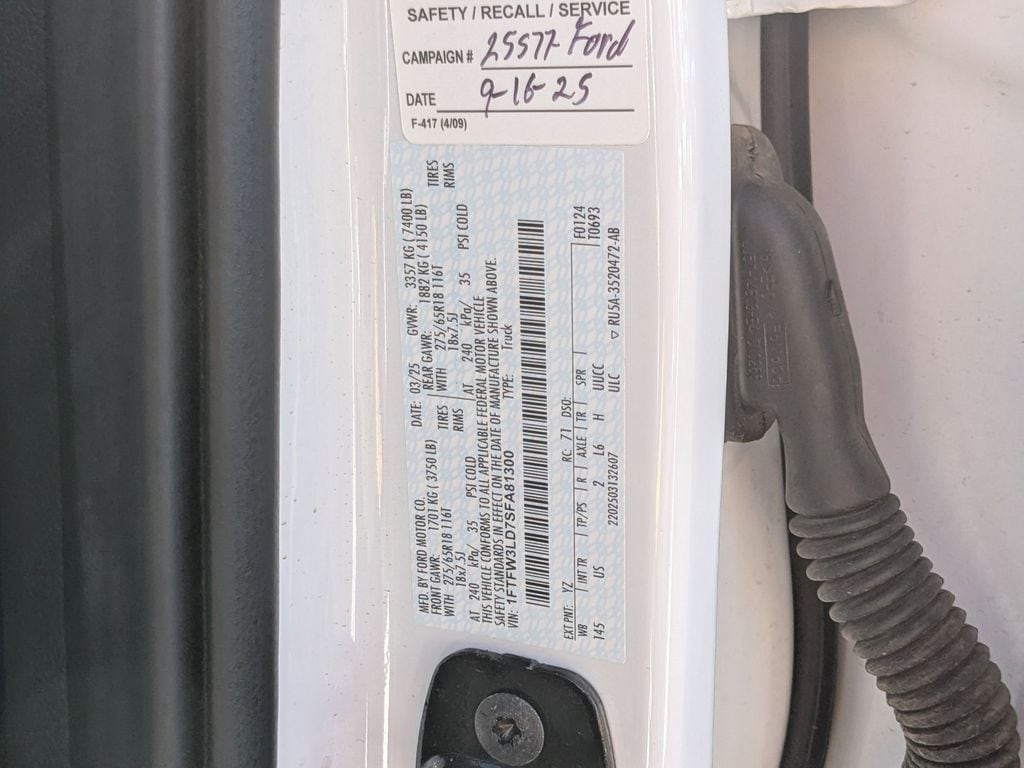 SAFETY / RECALL / SERVICE
CAMPAIGN # 25S77 Ford
DATE 9-16-25
F-417 (4/09)
MFD. BY FORD MOTOR CO.
DATE: 03/25 GVWR: 3357 KG ( 7400 LB)
FRONT GAWR: 1701 KG ( 3750 LB) REAR GAWR: 1882 KG ( 4150 LB)
WITH 275/65R18 116T TIRES WITH 275/65R18 116T TIRES
18x7.5J RIMS 18x7.5J RIMS
AT 240 kPa/ 35 PSI COLD AT 240 kPa/ 35 PSI COLD
THIS VEHICLE CONFORMS TO ALL APPLICABLE FEDERAL MOTOR VEHICLE
SAFETY STANDARDS IN EFFECT ON THE DATE OF MANUFACTURE SHOWN ABOVE.
VIN: 1FTFW3LD7SFA81300 TYPE: Truck
EXT PNT: YZ RC: 71 DSO: F0124
WB INT TR TP/PS R AXLE TR SPR T0693
145 US 2 L6 H UUCC
2202503132607 ULC ▽ RU5A-3520472-AB